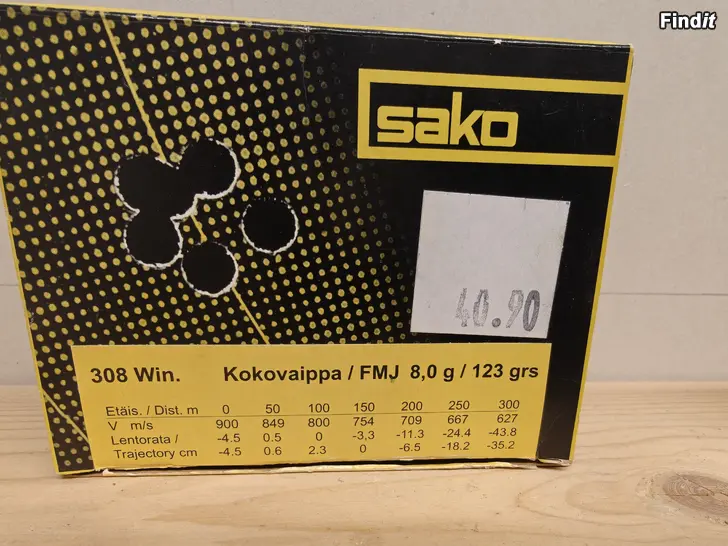 Findit
sako
40.90
308 Win. Kokovaippa / FMJ 8,0 g / 123 grs
Etäis. / Dist. m 0 50 100 150 200 250 300
V m/s 900 849 800 754 709 667 627
Lentorata / -4.5 0.5 0 -3,3 -11.3 -24.4 -43.8
Trajectory cm -4.5 0.6 2.3 0 -6.5 -18.2 -35.2